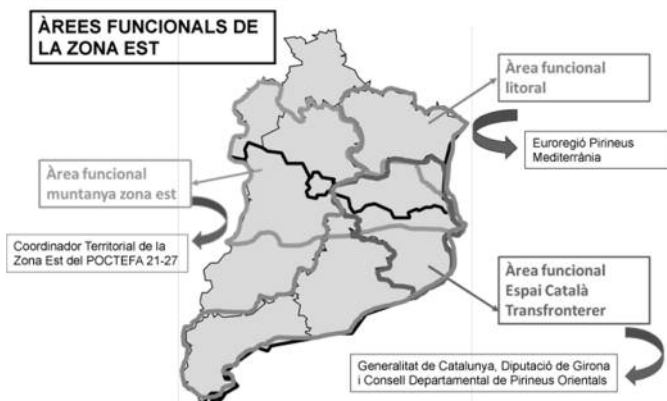 ÀREES FUNCIONALS DE
LA ZONA EST
Àrea funcional
litoral
Euroregió Pirineus
Mediterrània
Àrea funcional
muntanya zona est
Coordinador Territorial de la
Zona Est del POCTEFA 21-27
Àrea funcional
Espai Català
Transfronterer
Generalitat de Catalunya, Diputació de Girona
i Consell Departamental de Pirineus Orientals